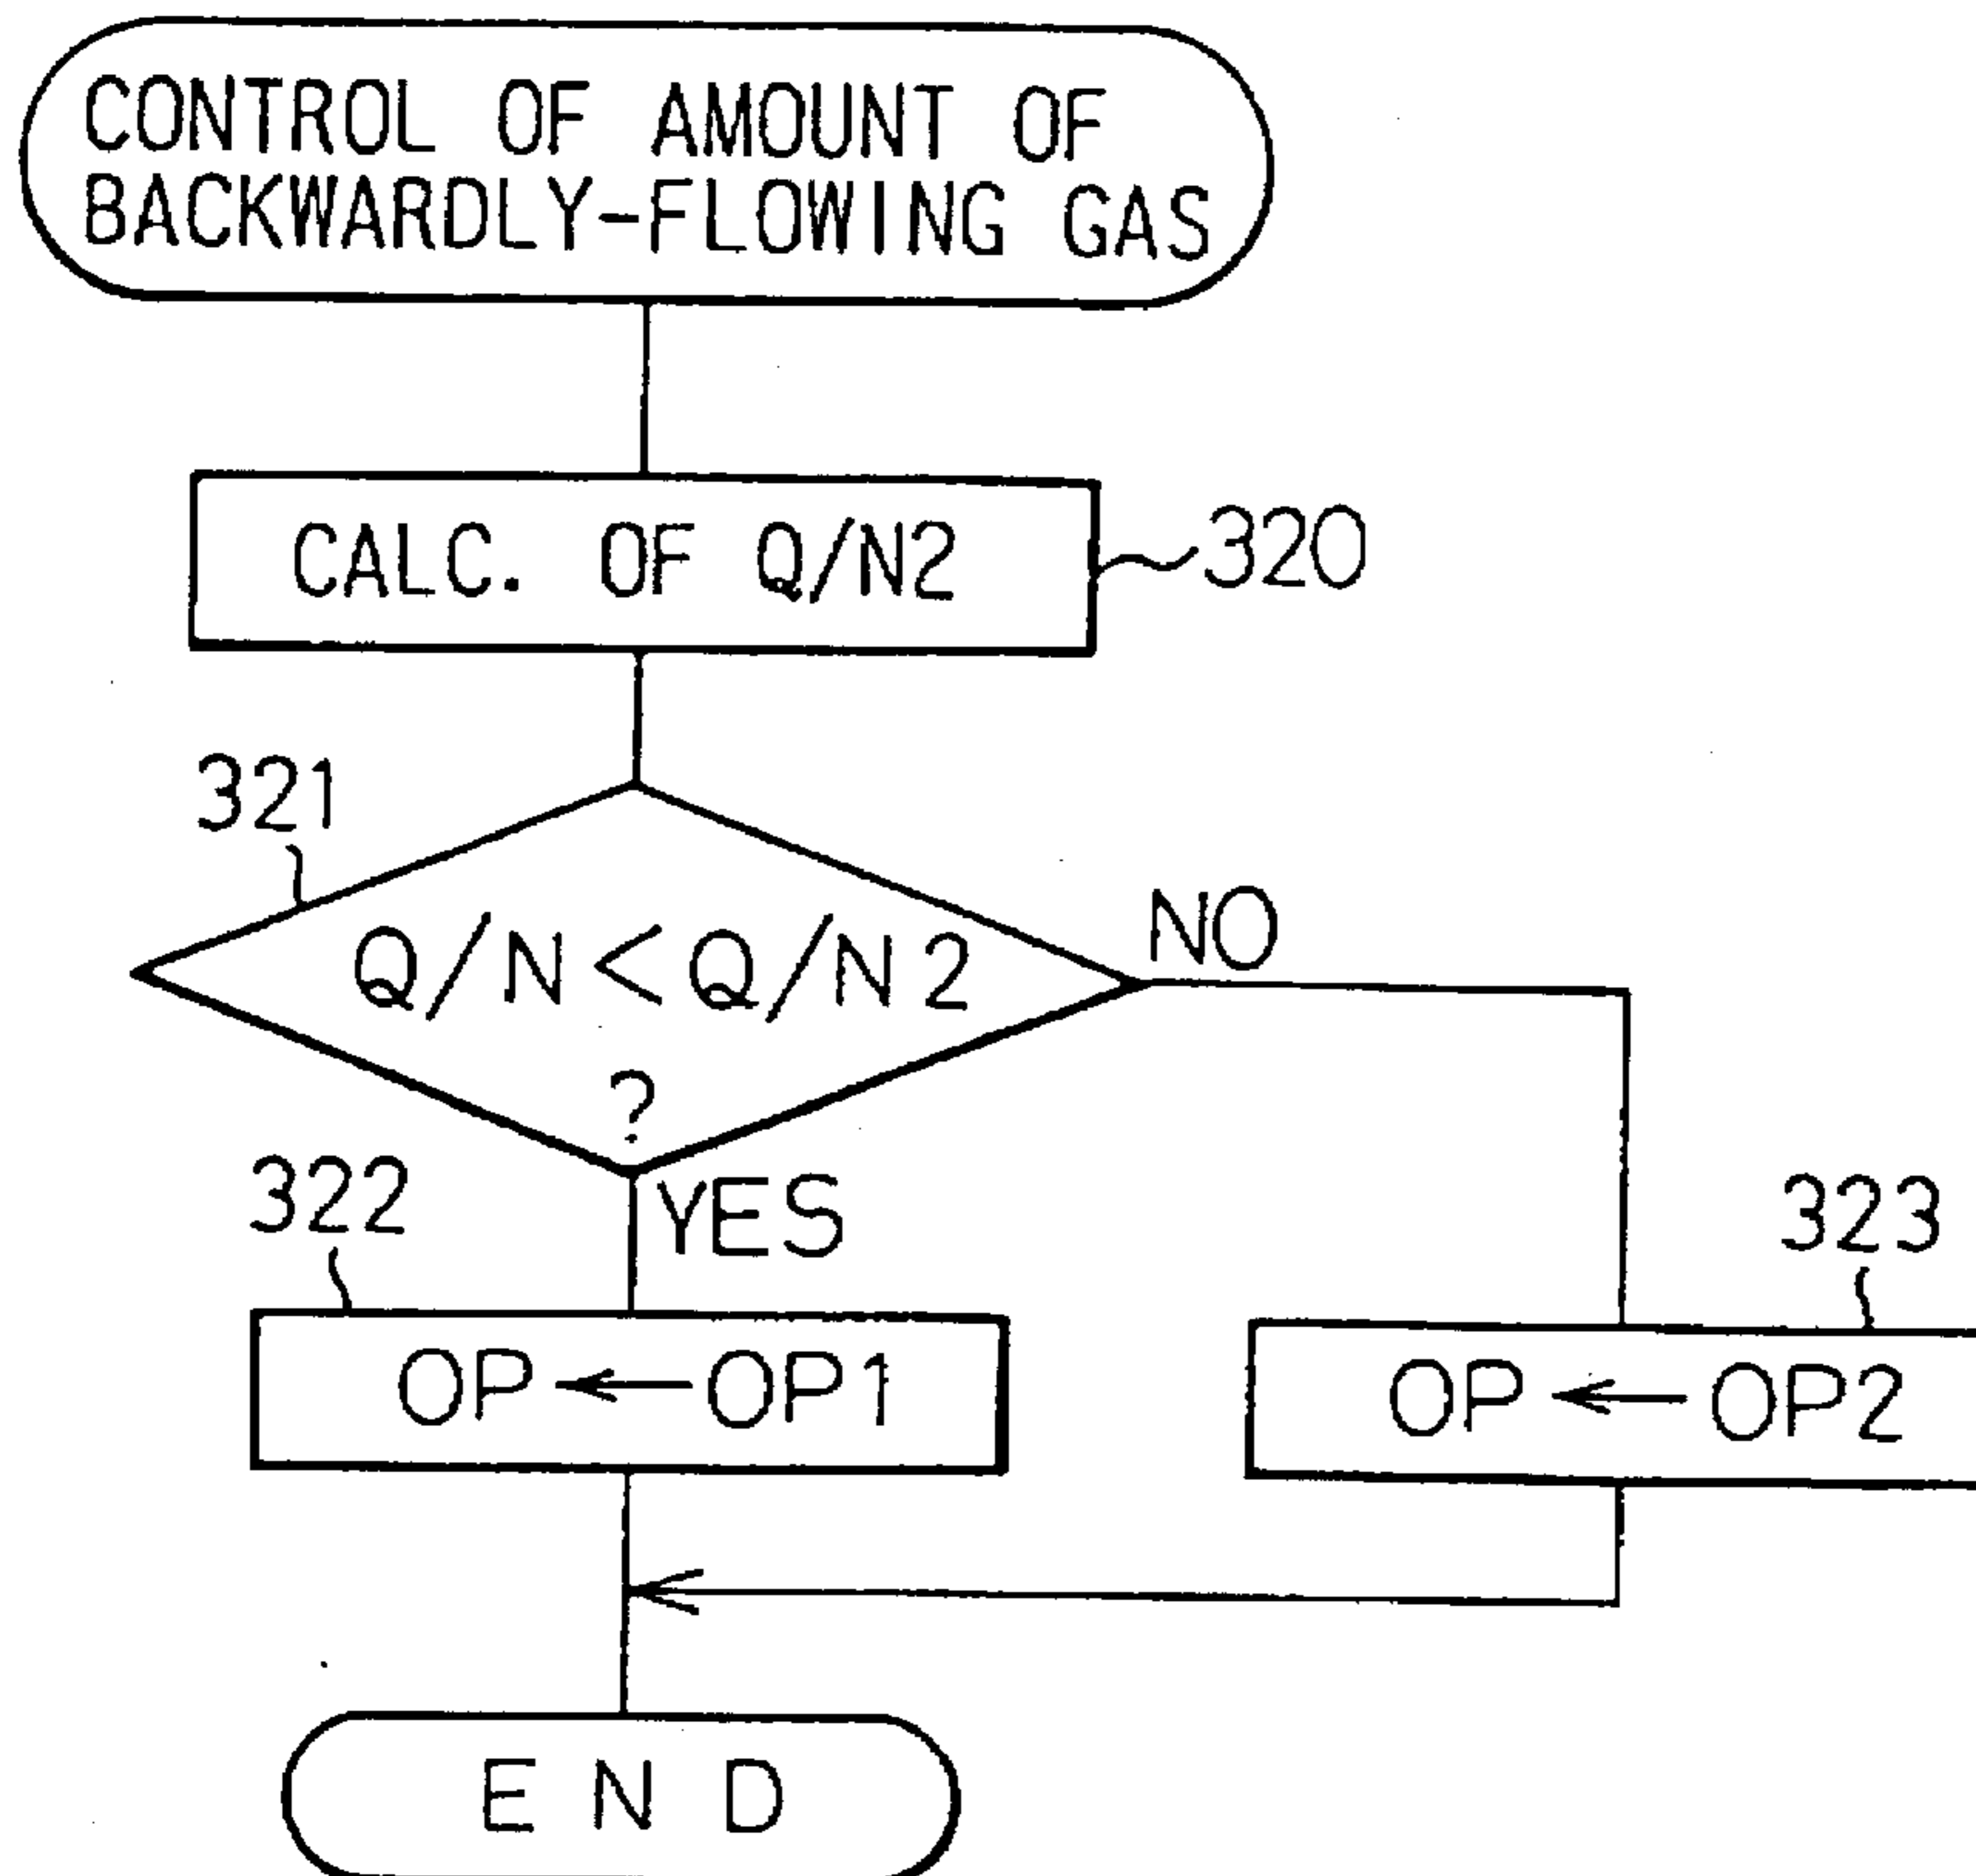 CONTROL OF AMOUNT OF
BACKWARDLY-FLOWING GAS
CALC. OF Q/N2
320
321
Q/N<Q/N2
?
NO
YES
322
323
OP←OP1
OP←OP2
END